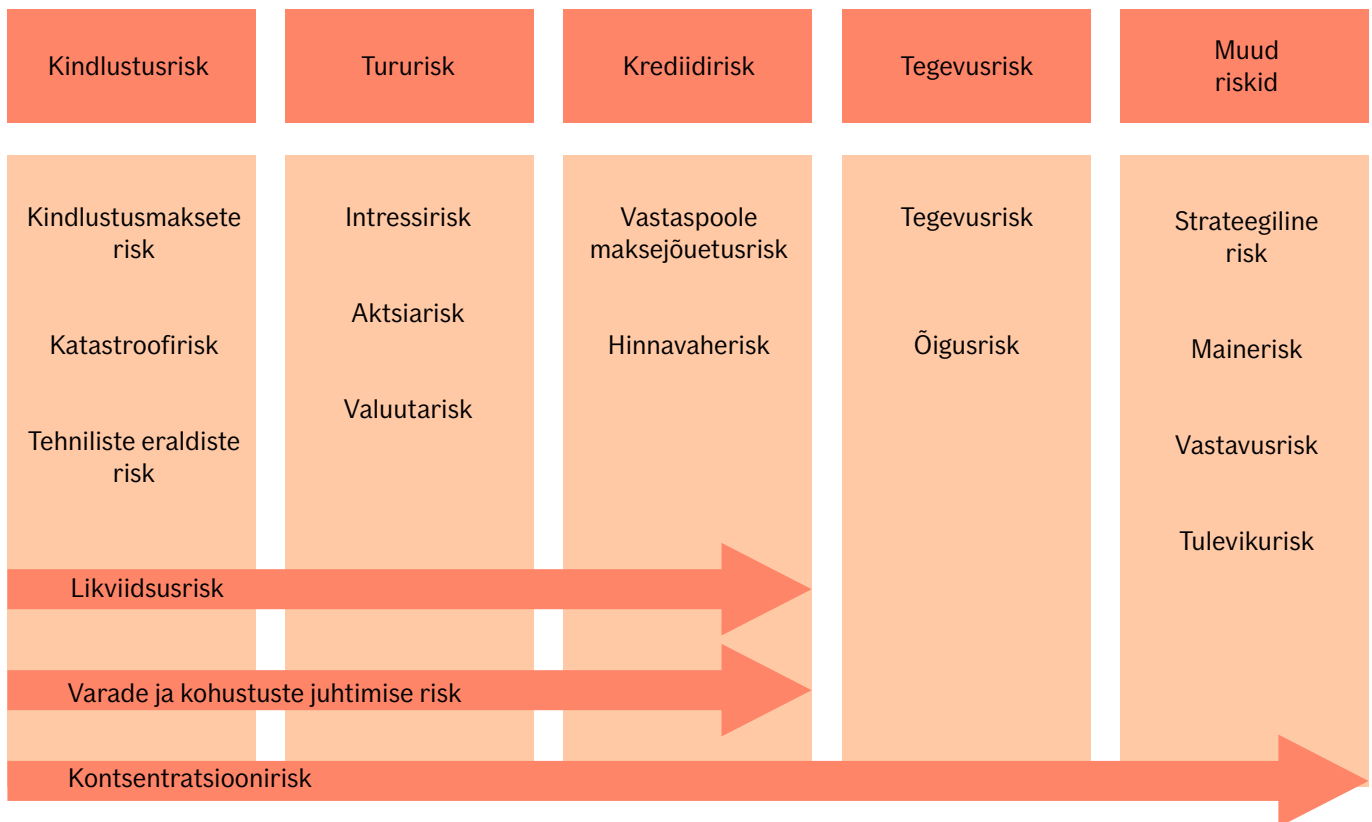 Kindlustusrisk
Tururisk
Krediidirisk
Tegevusrisk
Muud
riskid
Kindlustusmaksete
risk
Katastroofirisk
Tehniliste eraldiste
risk
Intressirisk
Aktsiarisk
Valuutarisk
Vastaspoole
maksejõuetusrisk
Hinnavaherisk
Tegevusrisk
Õigusrisk
Strateegiline
risk
Mainerisk
Vastavusrisk
Tulevikurisk
Likviidsusrisk
Varade ja kohustuste juhtimise risk
Kontsentratsioonirisk